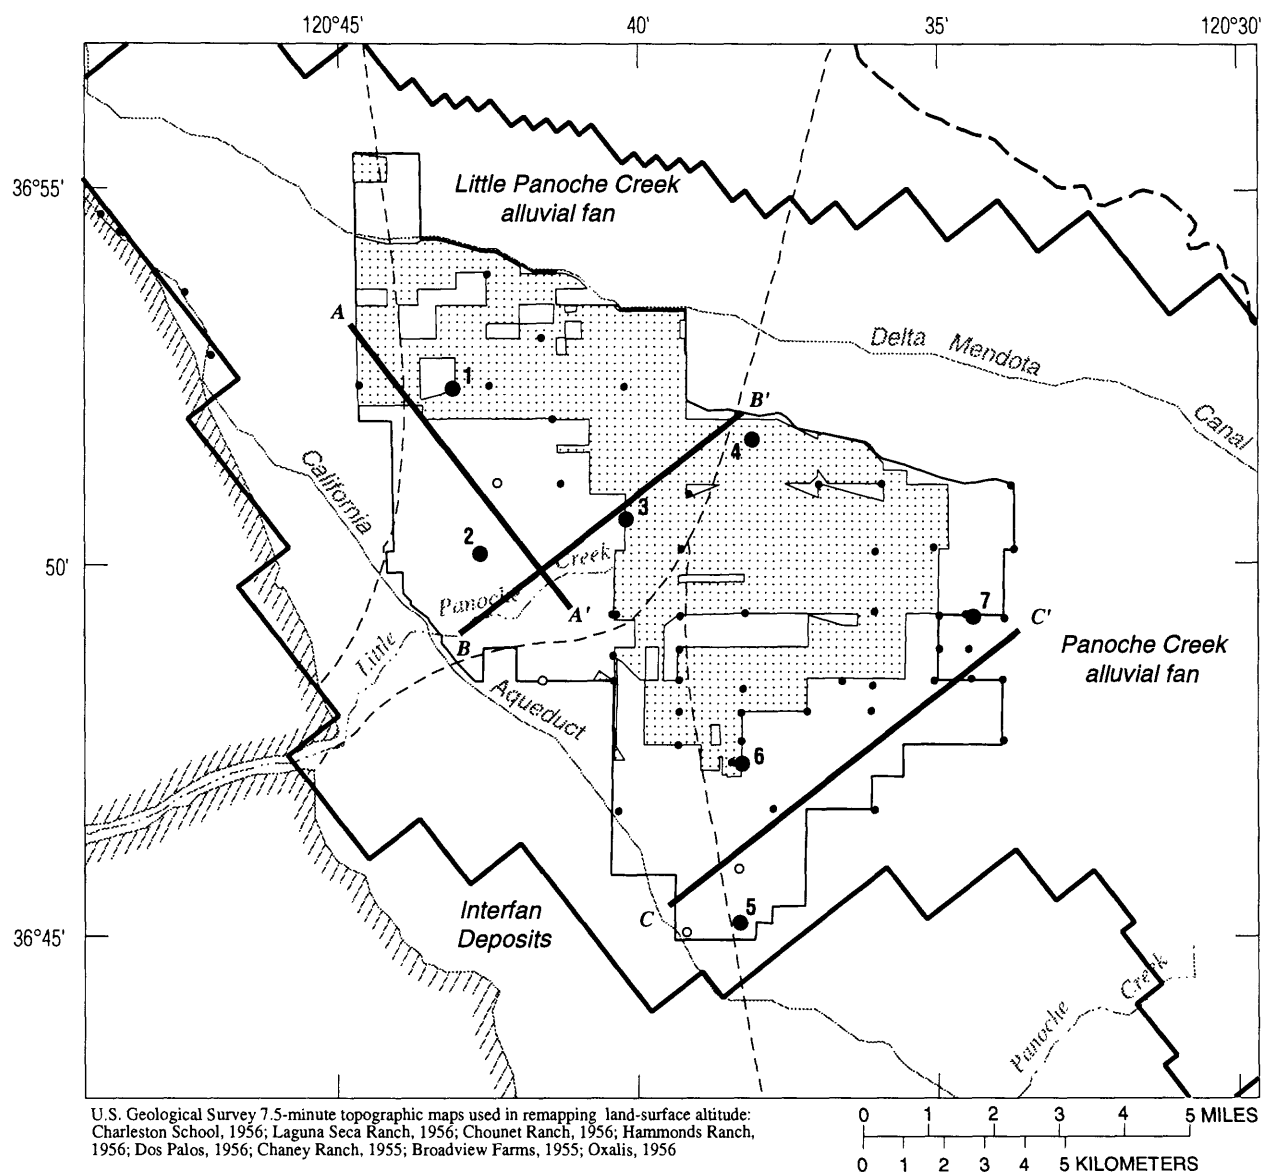 120°45' 40' 35' 120°30'
36°55'
Little Panoche Creek
alluvial fan
A
1
B'
Delta Mendota
Canal
4
California
3
2
50'
Creek
Panoche
A'
7
C'
B
Little
Panoche Creek
alluvial fan
Aqueduct
6
Interfan
Deposits
C
5
36°45'
Creek
Panoche
U.S. Geological Survey 7.5-minute topographic maps used in remapping land-surface altitude:
Charleston School, 1956; Laguna Seca Ranch, 1956; Chounet Ranch, 1956; Hammonds Ranch,
1956; Dos Palos, 1956; Chaney Ranch, 1955; Broadview Farms, 1955; Oxalis, 1956
0 1 2 3 4 5 MILES
0 1 2 3 4 5 KILOMETERS